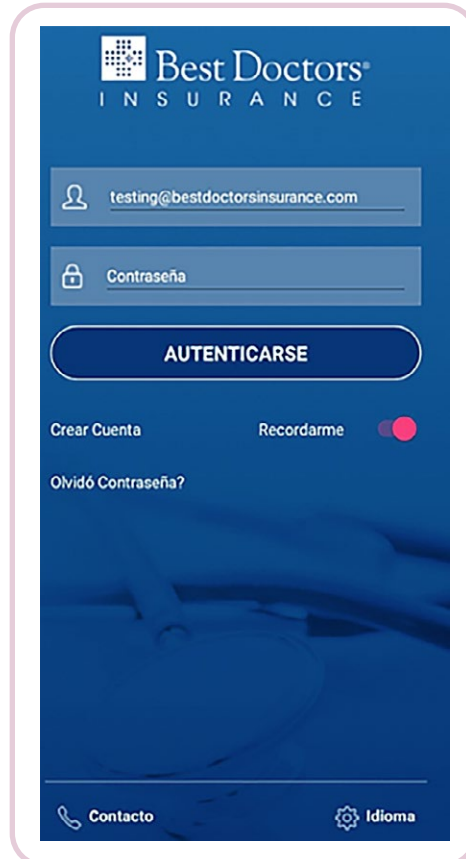 Best Doctors®
INSURANCE
testing@bestdoctorsinsurance.com
Contraseña
AUTENTICARSE
Crear Cuenta
Recordarme
Olvidó Contraseña?
Contacto
Idioma